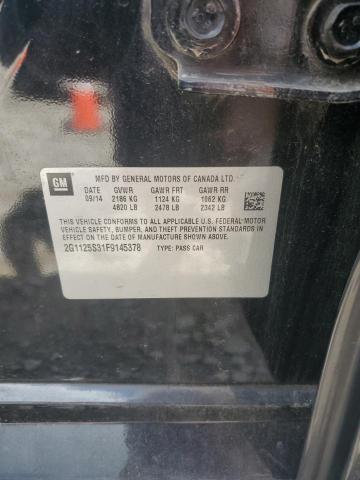 GM
MFD BY GENERAL MOTORS OF CANADA LTD.
DATE GVWR GAWR FRT GAWR RR
09/14 2186 KG 1124 KG 1062 KG
4820 LB 2478 LB 2342 LB
THIS VEHICLE CONFORMS TO ALL APPLICABLE U.S. FEDERAL MOTOR
VEHICLE SAFETY, BUMPER, AND THEFT PREVENTION STANDARDS IN
EFFECT ON THE DATE OF MANUFACTURE SHOWN ABOVE.
2G1125S31F9145378 TYPE: PASS CAR